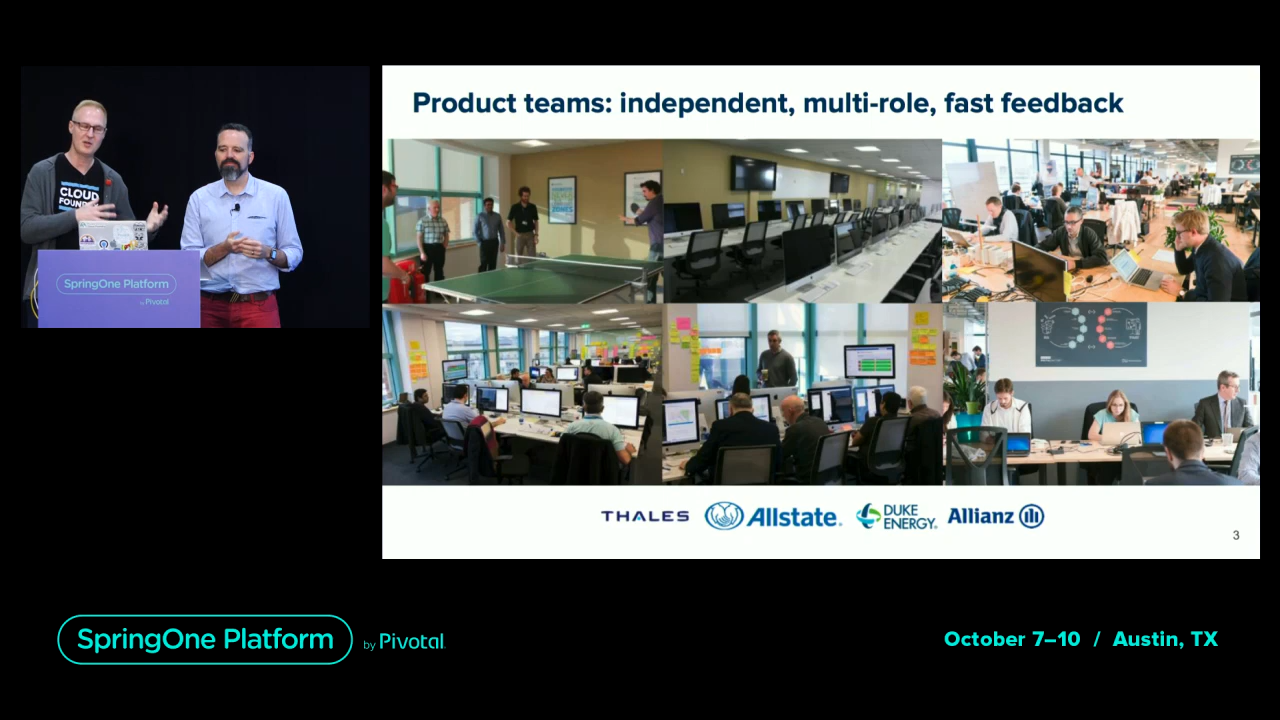 Product teams: independent, multi-role, fast feedback
CLOUD
FOUND
SpringOne Platform
by Pivotal
THALES
Allstate.
DUKE
ENERGY®
Allianz
3
SpringOne Platform by Pivotal
October 7–10 / Austin, TX